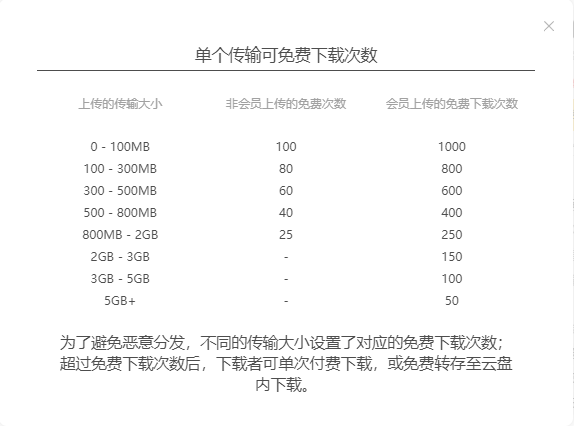 单个传输可免费下载次数
上传的传输大小 非会员上传的免费次数 会员上传的免费下载次数
0 - 100MB 100 1000
100 - 300MB 80 800
300 - 500MB 60 600
500 - 800MB 40 400
800MB - 2GB 25 250
2GB - 3GB - 150
3GB - 5GB - 100
5GB+ - 50
为了避免恶意分发，不同的传输大小设置了对应的免费下载次数；
超过免费下载次数后，下载者可单次付费下载，或免费转存至云盘
内下载。